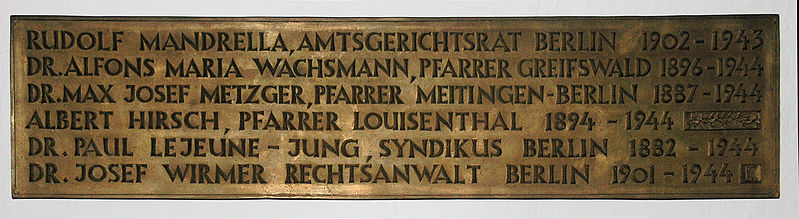 RUDOLF MANDRELLA, AMTSGERICHTSRAT BERLIN 1902-1943
DR. ALFONS MARIA WACHSMANN, PFARRER GREIFSWALD 1896-1944
DR. MAX JOSEF METZGER, PFARRER MEITINGEN-BERLIN 1887-1944
ALBERT HIRSCH, PFARRER LOUISENTHAL 1894-1944
DR. PAUL LEJEUNE-JUNG, SYNDIKUS BERLIN 1882-1944
DR. JOSEF WIRMER RECHTSANWALT BERLIN 1901-1944